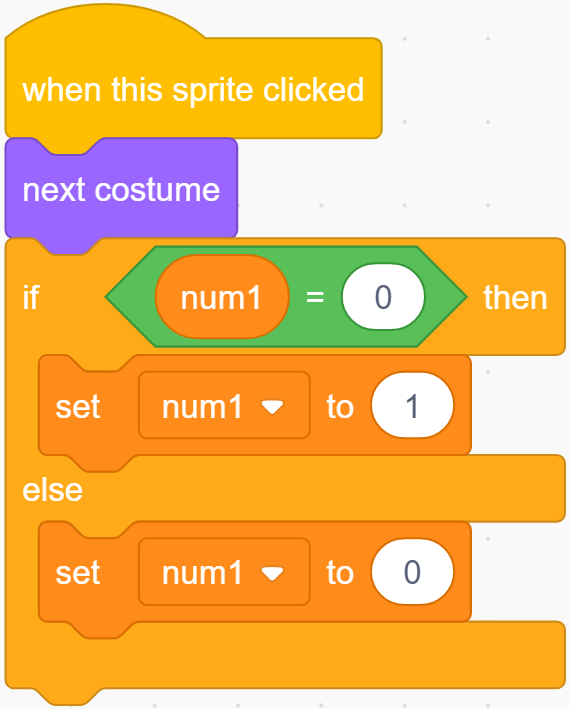 when this sprite clicked
next costume
if num1 = 0 then
set num1 to 1
else
set num1 to 0